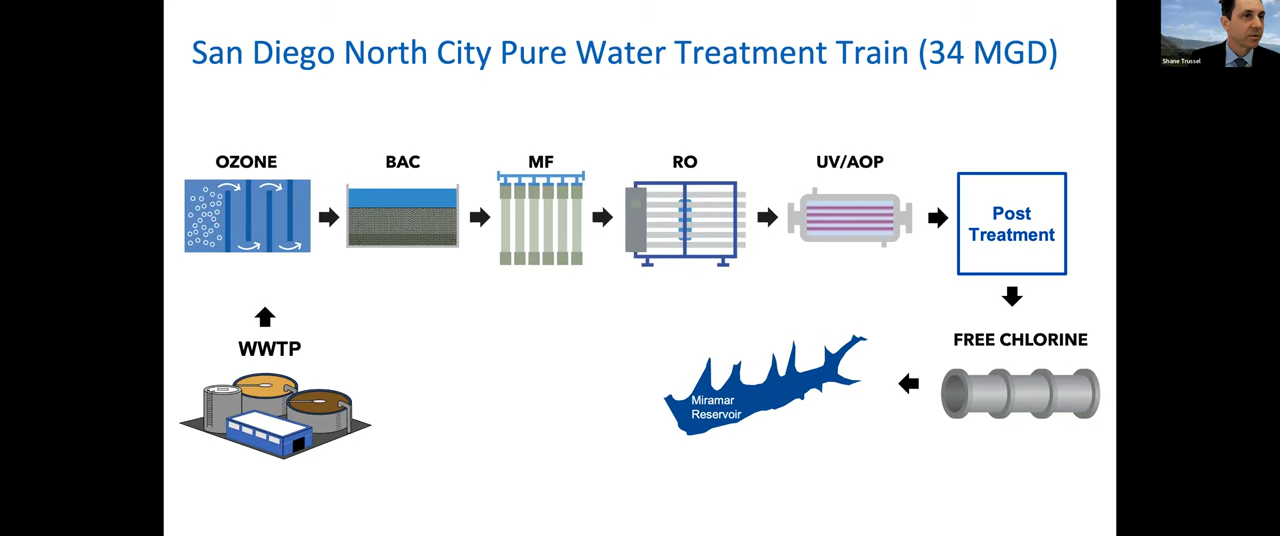 San Diego North City Pure Water Treatment Train (34 MGD)
Shane Trussel
OZONE
BAC
MF
RO
UV/AOP
Post
Treatment
WWTP
FREE CHLORINE
Miramar
Reservoir